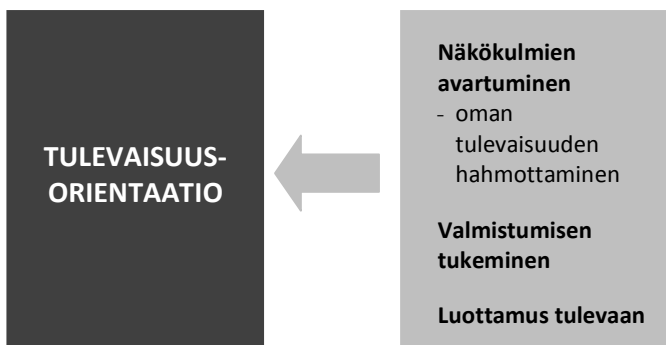 TULEVAISUUS-
ORIENTAATIO
Näkökulmien
avartuminen
- oman
tulevaisuuden
hahmottaminen
Valmistumisen
tukeminen
Luottamus tulevaan